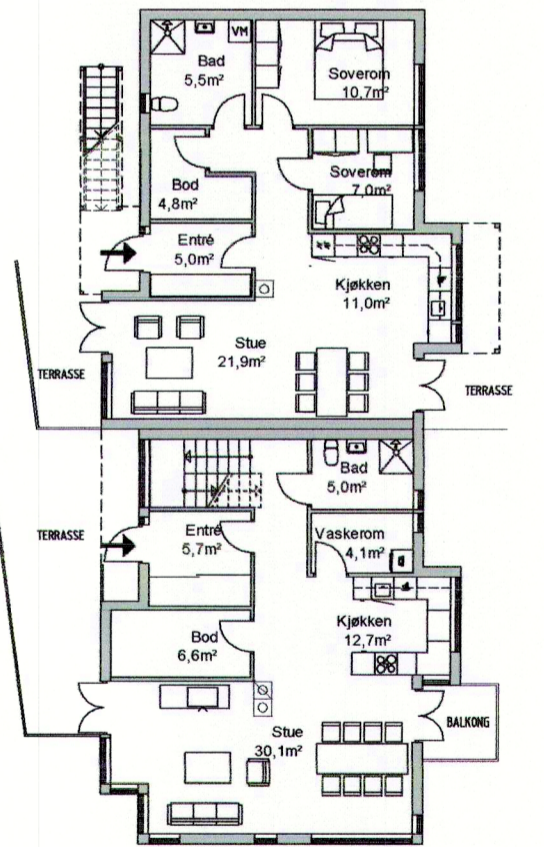 VM
Bad
5,5m²
Soverom
10,7m²
Bod
4,8m²
Soverom
7,0m²
Entré
5,0m²
Kjøkken
11,0m²
Stue
21,9m²
TERRASSE
TERRASSE
Bad
5,0m²
Entré
5,7m²
TERRASSE
Vaskerom
4,1m²
Kjøkken
12,7m²
Bod
6,6m²
Stue
30,1m²
BALKONG